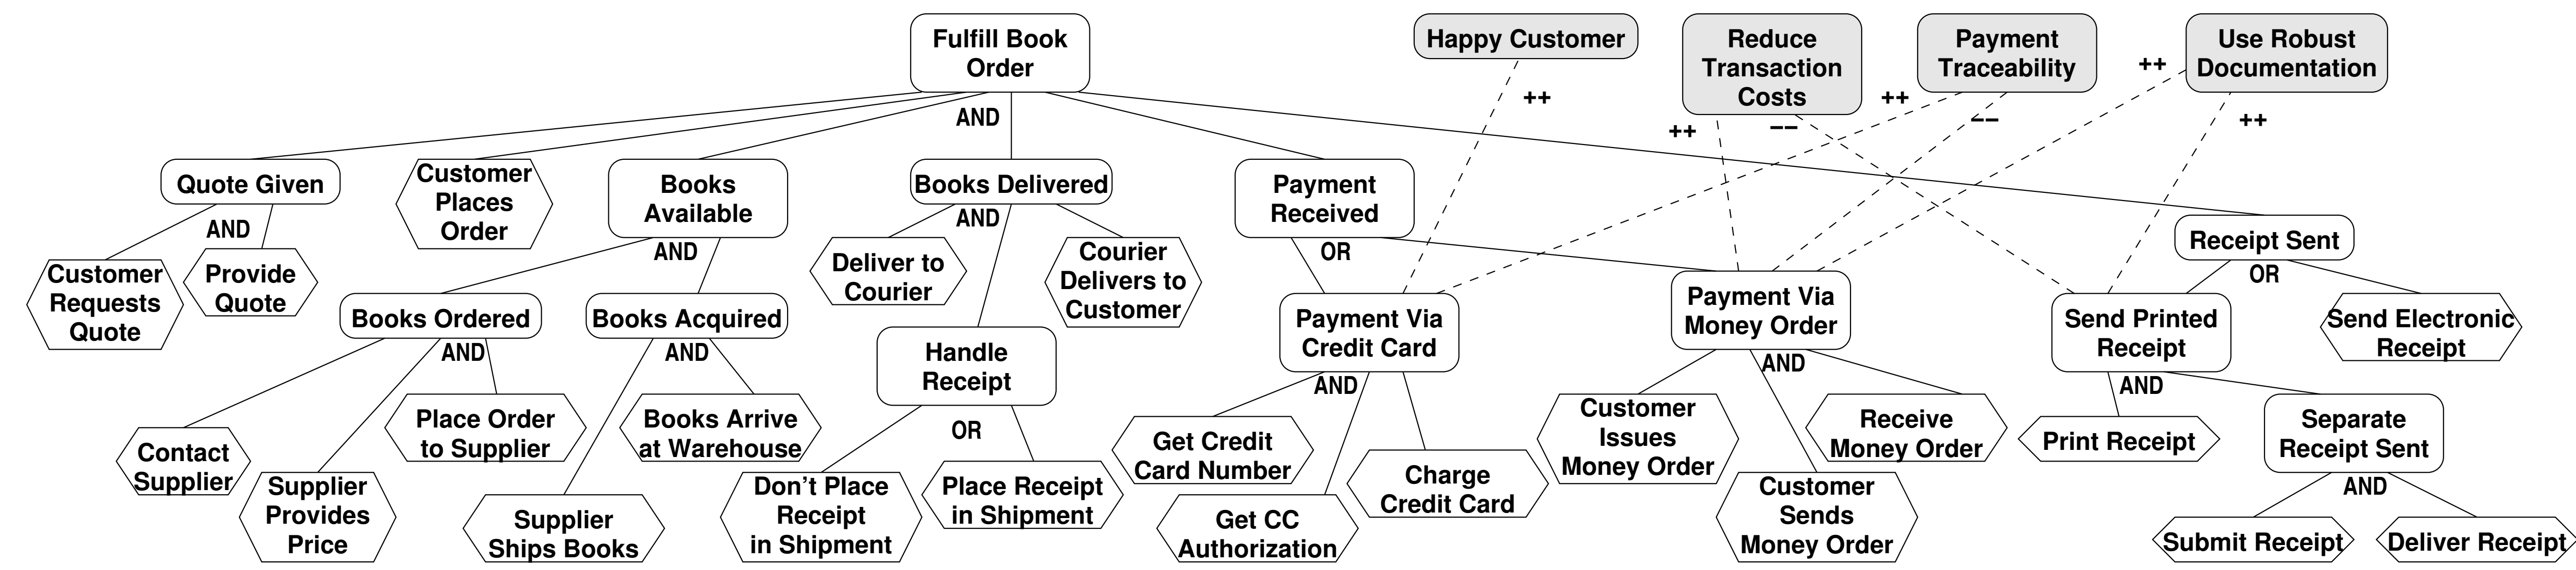 Fulfill Book
Order
Happy Customer
Reduce
Transaction
Costs
Payment
Traceability
Use Robust
Documentation
++
++
++
−−
++
−−
++
AND
Quote Given
Customer
Places
Order
Books
Available
Books Delivered
Payment
Received
Receipt Sent
AND
AND
AND
OR
OR
Customer
Requests
Quote
Provide
Quote
Books Ordered
Books Acquired
Deliver to
Courier
Handle
Receipt
Courier
Delivers to
Customer
Payment Via
Credit Card
Payment Via
Money Order
Send Printed
Receipt
Send Electronic
Receipt
AND
AND
OR
AND
AND
AND
Contact
Supplier
Supplier
Provides
Price
Place Order
to Supplier
Supplier
Ships Books
Books Arrive
at Warehouse
Don't Place
Receipt
in Shipment
Place Receipt
in Shipment
Get Credit
Card Number
Get CC
Authorization
Charge
Credit Card
Customer
Issues
Money Order
Customer
Sends
Money Order
Receive
Money Order
Print Receipt
Separate
Receipt Sent
AND
Submit Receipt
Deliver Receipt